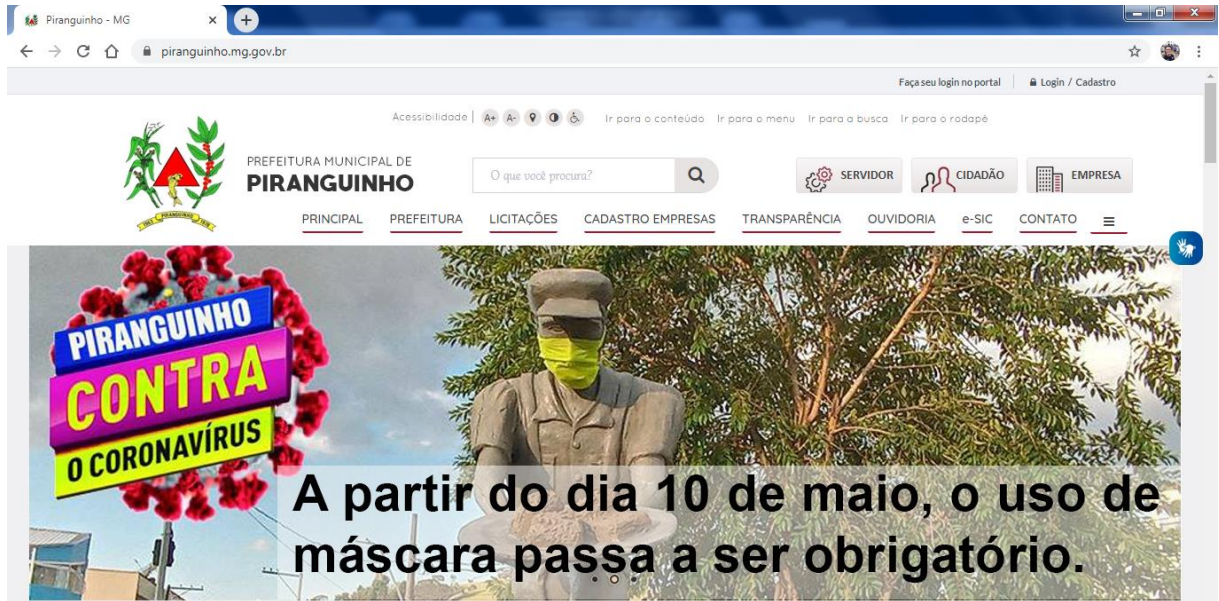 Piranguinho - MG
piranguinho.mg.gov.br
Faça seu login no portal Login / Cadastro
Acessibilidade | A+ A- Ir para o conteúdo Ir para o menu Ir para a busca Ir para o rodapé
PREFEITURA MUNICIPAL DE
PIRANGUINHO
O que você procura?
SERVIDOR CIDADÃO EMPRESA
PRINCIPAL PREFEITURA LICITAÇÕES CADASTRO EMPRESAS TRANSPARÊNCIA OUVIDORIA e-SIC CONTATO
PIRANGUINHO
CONTRA
O CORONAVÍRUS
A partir do dia 10 de maio, o uso de
máscara passa a ser obrigatório.